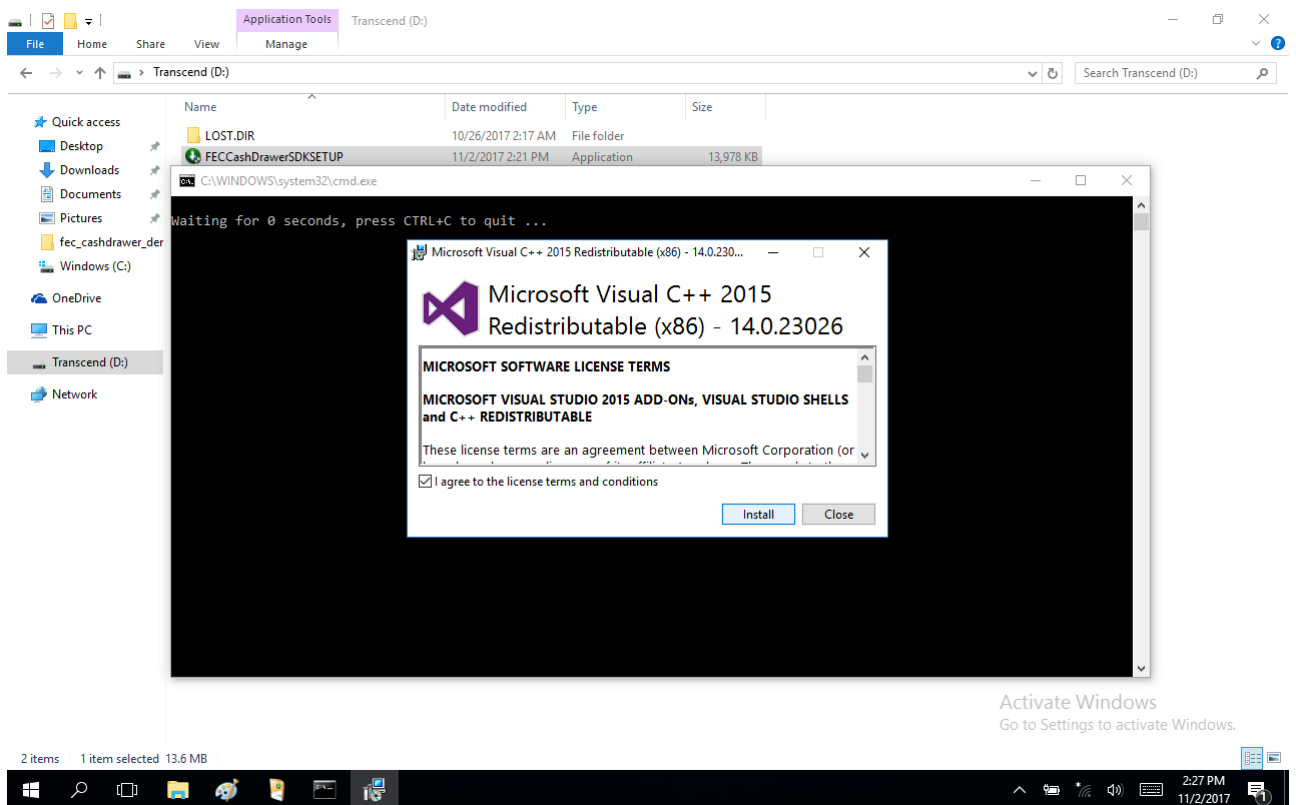 Application Tools
Transcend (D:)
File
Home
Share
View
Manage
Transcend (D:)
Search Transcend (D:)
Name
Date modified
Type
Size
Quick access
Desktop
Downloads
Documents
Pictures
fec_cashdrawer_der
Windows (C:)
OneDrive
This PC
Transcend (D:)
Network
LOST.DIR
10/26/2017 2:17 AM
File folder
FECCashDrawerSDKSETUP
11/2/2017 2:21 PM
Application
13,978 KB
C:\WINDOWS\system32\cmd.exe
Waiting for 0 seconds, press CTRL+C to quit ...
Microsoft Visual C++ 2015 Redistributable (x86) - 14.0.230...
Microsoft Visual C++ 2015
Redistributable (x86) - 14.0.23026
MICROSOFT SOFTWARE LICENSE TERMS
MICROSOFT VISUAL STUDIO 2015 ADD-ONs, VISUAL STUDIO SHELLS
and C++ REDISTRIBUTABLE
These license terms are an agreement between Microsoft Corporation (or
I agree to the license terms and conditions
Install
Close
Activate Windows
Go to Settings to activate Windows.
2 items
1 item selected 13.6 MB
2:27 PM
11/2/2017
1